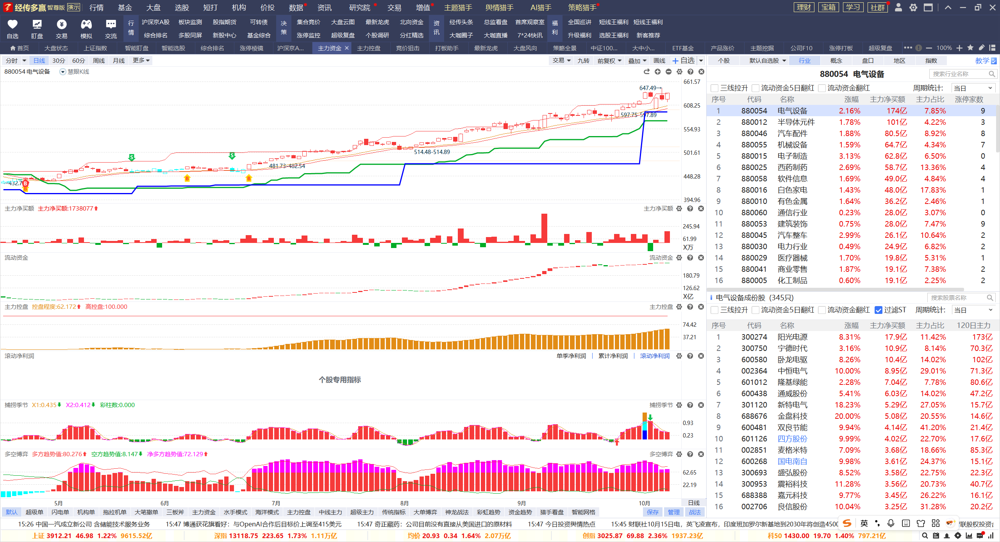 经传多赢 智尊版 演示 行情 基金 大盘 选股 短打 机构 价投 数据 资讯 研究院 交易 增值 主题猎手 舆情猎手 AI猎手 策略猎手 理财 宝箱 学习 社群
自选 盯盘 交易 模拟 交流
行情 沪深京A股 板块监测 股指期货 可转债 决策 集合竞价 大盘云图 最新龙虎 北向资金 资讯 经传头条 总监看盘 首席观察室 福利 全国巡讲 短线王福利 短线王福利
综合排名 多股同屏 新股中心 基金综合 涨停监控 超级复盘 个股调研 分红精选 大咖圈子 大咖直播 7*24快讯 升级福利 选股王福利 新客推荐
首页 大盘状态 上证指数 智能盯盘 智能选股 综合排名 涨停棱镜 沪深京A... 主力资金 主力控盘 竞价狙击 打板助手 最新龙虎 大盘风向 策略全景 中证100... 大中小... ETF基金 产品涨价 主题挖掘 公司F10 涨停打板 超级复盘 100%
分时 日线 30分 60分 周线 月线 更多 交易 九转 前复权 叠加 画线 自选
880054 电气设备 慧眼K线
661.57
608.25
554.93
501.61
448.28
394.96
647.49
597.75-597.89
514.48-514.89
481.73-482.54
S
S
B
B
B
B
主力净买额 主力净买额:1738077 主力净买额
245.94
61.99
X万
流动资金 流动资金
180.79
126.62
X亿
主力控盘 控盘程度:62.172 高控盘:100.000 主力控盘
74.42
37.21
滚动净利润 单季净利润 累计净利润 滚动净利润
个股专用指标
捕捞季节 X1:0.435 X2:0.412 彩柱数:0.000 捕捞季节
0.93
0.23
多空博弈 多方趋势值:80.276 空方趋势值:8.147 净多方趋势值:72.129 多空博弈
62.65
22.19
5月 6月 7月 8月 9月 10月 日线
默认 超级单 闪电单 机构单 拖拉机单 大笔撤单 三板斧 主力资金 水手模式 海洋模式 主力控盘 中线主力 超级主力 传统指标 大单博弈 神龙战法 彩虹趋势 资金趋势 猎手看盘 智能网格 保存 管理 战法
个股 默认自选股 行业 概念 盘口 地区 指数 教学
880054 电气设备 搜索行业名称
三线拉升 流动资金5日翻红 流动资金翻红 周期统计: 当日
序号 代码 名称 涨幅 主力净买额 主力占比 涨停家数
1 880054 电气设备 2.16% 174亿 7.85% 9
2 880012 半导体元件 1.78% 101亿 4.22% 3
3 880046 汽车配件 1.88% 80.5亿 8.92% 8
4 880055 机械设备 1.59% 64.7亿 4.34% 7
5 880015 电子制造 3.13% 62.8亿 6.50% 0
6 880025 西药制药 2.69% 58.7亿 13.36% 4
7 880058 软件信息 1.69% 49.0亿 4.84% 4
8 880016 白色家电 1.43% 48.0亿 17.83% 1
9 880010 有色金属 1.64% 36.2亿 2.46% 1
10 880060 通信行业 0.23% 28.0亿 3.07% 0
11 880053 建筑装饰 0.75% 28.0亿 7.47% 9
12 880045 汽车整车 2.99% 26.1亿 10.64% 2
13 880030 电力行业 0.49% 24.9亿 6.82% 2
14 880029 医疗器械 1.70% 19.8亿 5.31% 1
15 880041 商业零售 1.87% 19.1亿 7.38% 2
16 880005 化工制品 0.60% 19.1亿 2.25% 2
电气设备成份股 (345只) 搜索股票名称
三线拉升 流动资金5日翻红 流动资金翻红 过滤ST 周期统计: 当日
序号 代码 名称 涨幅 主力净买额 主力占比 120日主力
1 300274 阳光电源 8.31% 17.9亿 11.42% 173亿
2 300750 宁德时代 3.16% 10.9亿 8.14% 70.3亿
3 600580 卧龙电驱 8.26% 10.4亿 14.02% 102亿
4 002364 中恒电气 10.00% 8.95亿 29.01% 71.3亿
5 601012 隆基绿能 2.28% 7.04亿 7.78% 80.6亿
6 600438 通威股份 5.41% 6.03亿 14.02% 47.2亿
7 301120 新特电气 18.23% 5.29亿 27.05% 15.7亿
8 688676 金盘科技 20.00% 5.08亿 20.55% 14.6亿
9 600481 双良节能 9.94% 4.14亿 41.20% 21.4亿
10 601126 四方股份 9.99% 4.02亿 22.70% 17.6亿
11 002851 麦格米特 7.09% 3.68亿 18.66% 85.3亿
12 600268 国电南自 9.98% 3.61亿 24.37% 15.1亿
13 300693 盛弘股份 8.52% 3.58亿 22.75% 22.3亿
14 300953 震裕科技 11.28% 3.56亿 20.73% 40.7亿
15 688388 嘉元科技 9.77% 3.45亿 26.22% 16.1亿
16 002706 良信股份 10.04% 3.25亿 31.28% 20.2亿
15:26 中国一汽成立新公司 含储能技术服务业务 15:47 博通获花旗看好：与OpenAI合作后目标价上调至415美元 15:47 奇正藏药：公司目前没有直接从美国进口的原材料 15:47 今日投资舆情热点 15:45 财联社10月15日电，英飞凌宣布，印度班加罗尔新基地到2030年将创造4500 英 联股权投资合
上证 3912.21 46.98 1.22% 9615.52亿 深指 13118.75 223.65 1.73% 1.11万亿 均价 20.93 0.34 1.64% 2.07万亿 创指 3025.87 69.88 2.36% 1937.23亿 科50 1430.00 19.70 1.40% 797.21亿